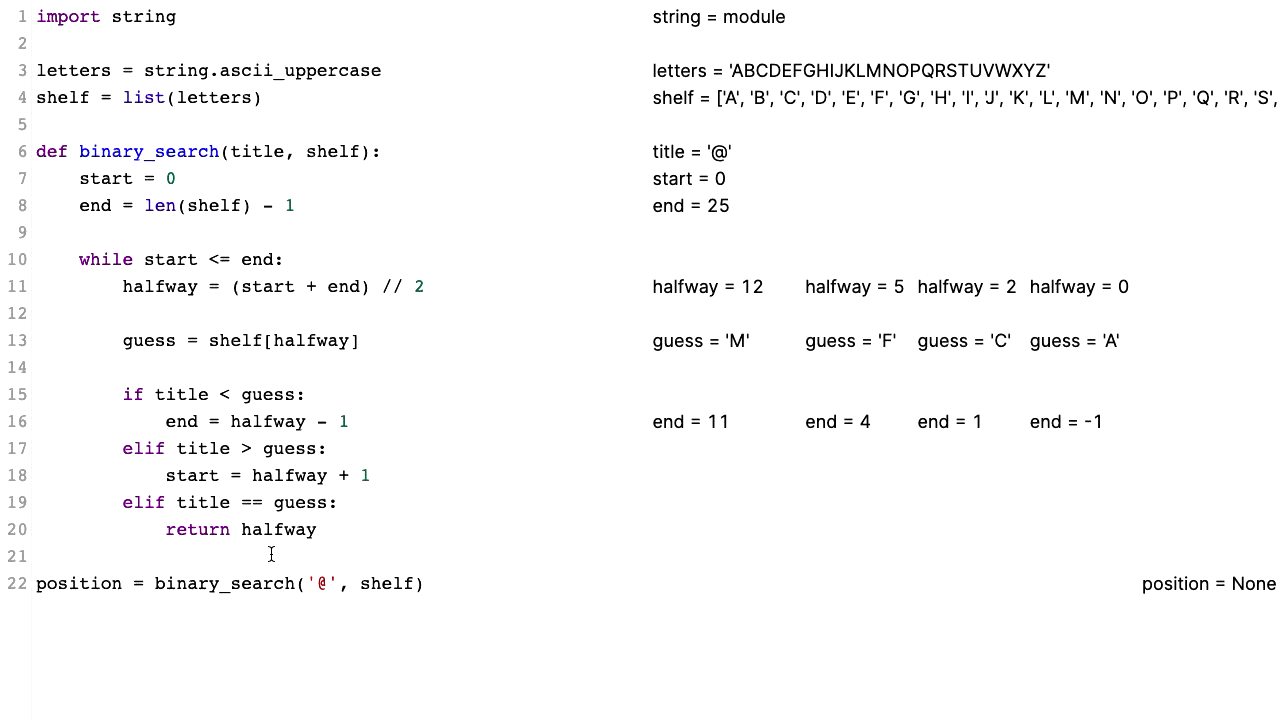 1 import string string = module
2
3 letters = string.ascii_uppercase letters = 'ABCDEFGHIJKLMNOPQRSTUVWXYZ'
4 shelf = list(letters) shelf = ['A', 'B', 'C', 'D', 'E', 'F', 'G', 'H', 'I', 'J', 'K', 'L', 'M', 'N', 'O', 'P', 'Q', 'R', 'S',
5
6 def binary_search(title, shelf): title = '@'
7 start = 0 start = 0
8 end = len(shelf) - 1 end = 25
9
10 while start <= end:
11 halfway = (start + end) // 2 halfway = 12 halfway = 5 halfway = 2 halfway = 0
12
13 guess = shelf[halfway] guess = 'M' guess = 'F' guess = 'C' guess = 'A'
14
15 if title < guess:
16 end = halfway - 1 end = 11 end = 4 end = 1 end = -1
17 elif title > guess:
18 start = halfway + 1
19 elif title == guess:
20 return halfway
21
22 position = binary_search('@', shelf) position = None